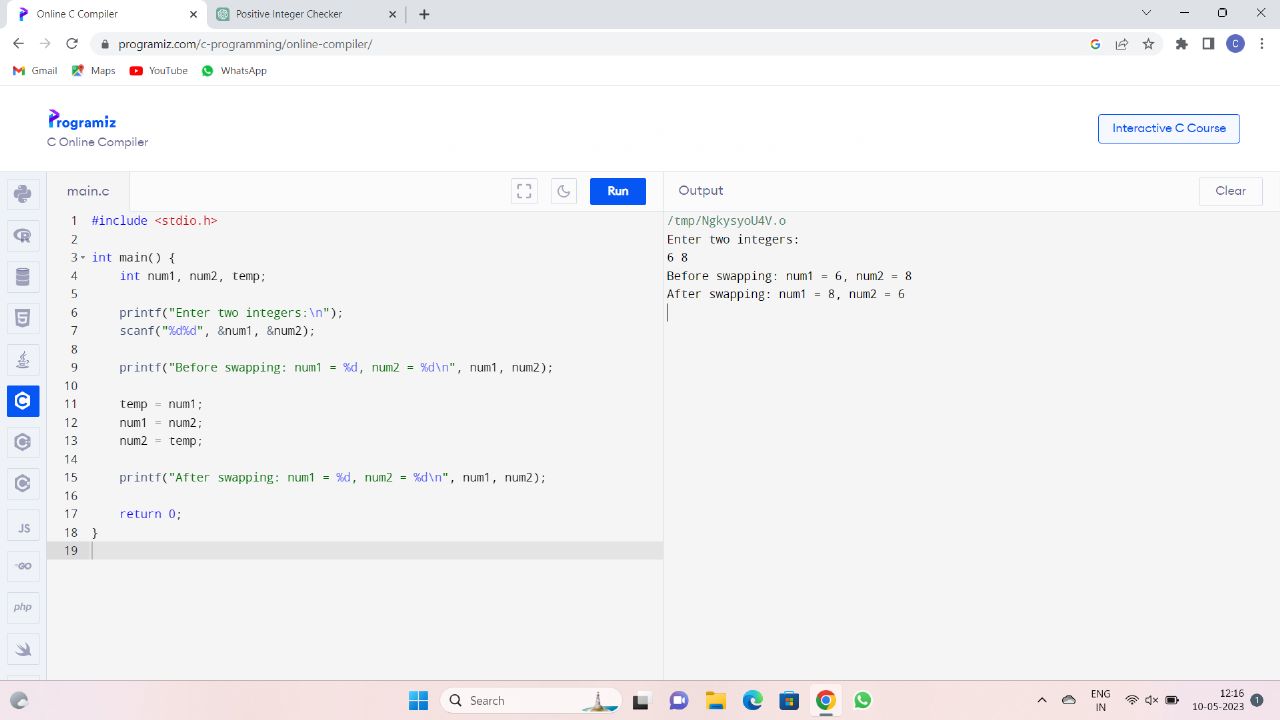 Online C Compiler
Positive Integer Checker
programiz.com/c-programming/online-compiler/
Gmail Maps YouTube WhatsApp
Programiz
C Online Compiler
Interactive C Course
main.c
Run
Output
Clear
1 #include <stdio.h>
2
3 int main() {
4 int num1, num2, temp;
5
6 printf("Enter two integers:\n");
7 scanf("%d%d", &num1, &num2);
8
9 printf("Before swapping: num1 = %d, num2 = %d\n", num1, num2);
10
11 temp = num1;
12 num1 = num2;
13 num2 = temp;
14
15 printf("After swapping: num1 = %d, num2 = %d\n", num1, num2);
16
17 return 0;
18 }
19
/tmp/NgkysyoU4V.o
Enter two integers:
6 8
Before swapping: num1 = 6, num2 = 8
After swapping: num1 = 8, num2 = 6
JS
GO
php
Search
ENG
IN
12:16
10-05-2023
1
C